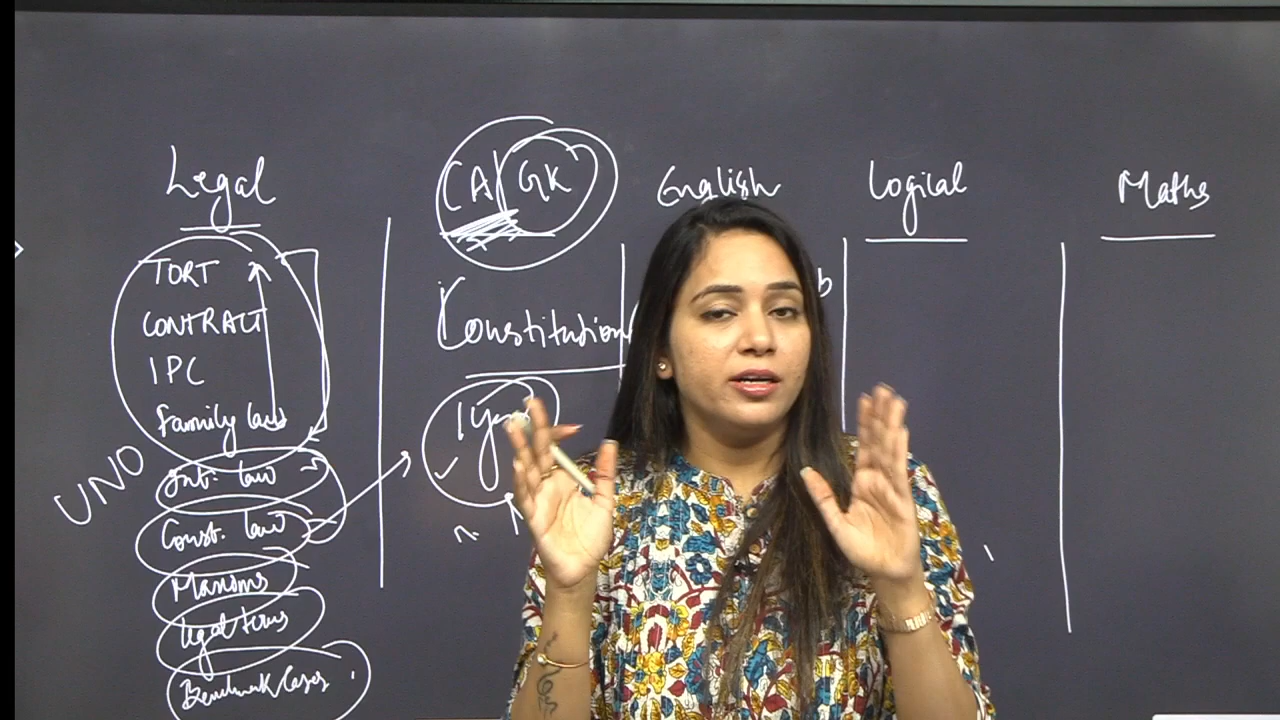 Legal
TORT
CONTRACT
IPC
Family law
UNO
Int. law
Const. law
Maxims
legal terms
Benchmark Cases
CA/GK
Constitution
1 Year
English
b
Logical
Maths